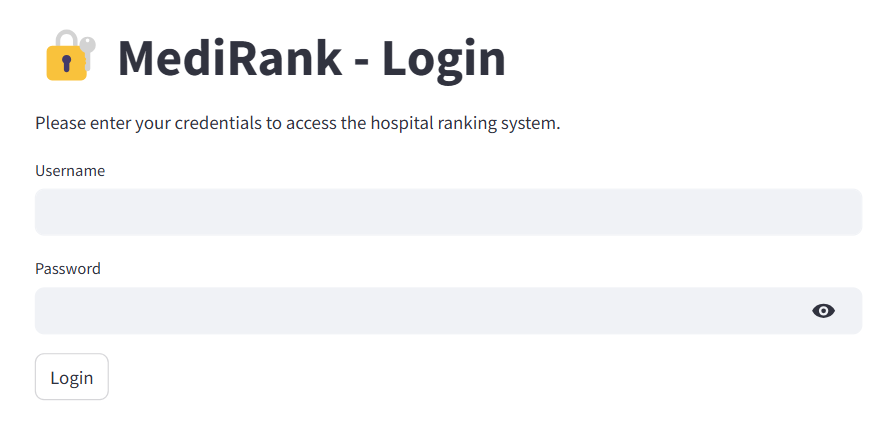 MediRank - Login
Please enter your credentials to access the hospital ranking system.
Username
Password
Login